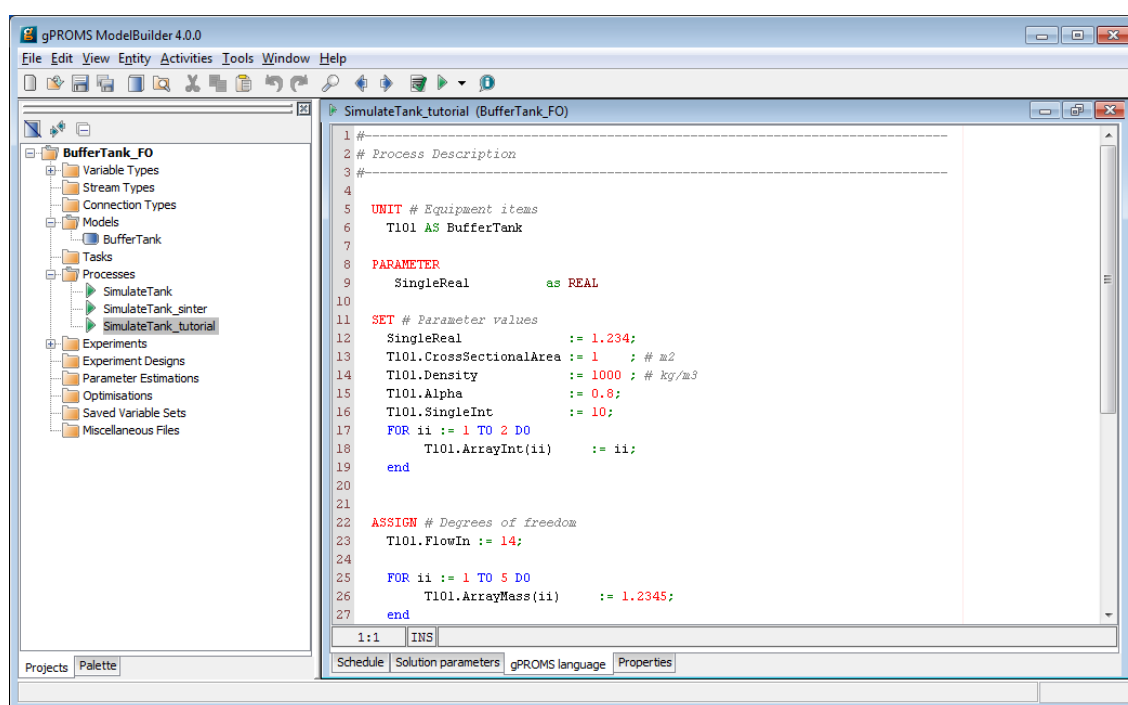 gPROMS ModelBuilder 4.0.0
File Edit View Entity Activities Tools Window Help
BufferTank_FO
Variable Types
Stream Types
Connection Types
Models
BufferTank
Tasks
Processes
SimulateTank
SimulateTank_sinter
SimulateTank_tutorial
Experiments
Experiment Designs
Parameter Estimations
Optimisations
Saved Variable Sets
Miscellaneous Files
Projects Palette
SimulateTank_tutorial (BufferTank_FO)
1 #----------------------------------------------------------------------------
2 # Process Description
3 #----------------------------------------------------------------------------
4
5 UNIT # Equipment items
6 T101 AS BufferTank
7
8 PARAMETER
9 SingleReal as REAL
10
11 SET # Parameter values
12 SingleReal := 1.234;
13 T101.CrossSectionalArea := 1 ; # m2
14 T101.Density := 1000 ; # kg/m3
15 T101.Alpha := 0.8;
16 T101.SingleInt := 10;
17 FOR ii := 1 TO 2 DO
18 T101.ArrayInt(ii) := ii;
19 end
20
21
22 ASSIGN # Degrees of freedom
23 T101.FlowIn := 14;
24
25 FOR ii := 1 TO 5 DO
26 T101.ArrayMass(ii) := 1.2345;
27 end
1:1 INS
Schedule Solution parameters gPROMS language Properties